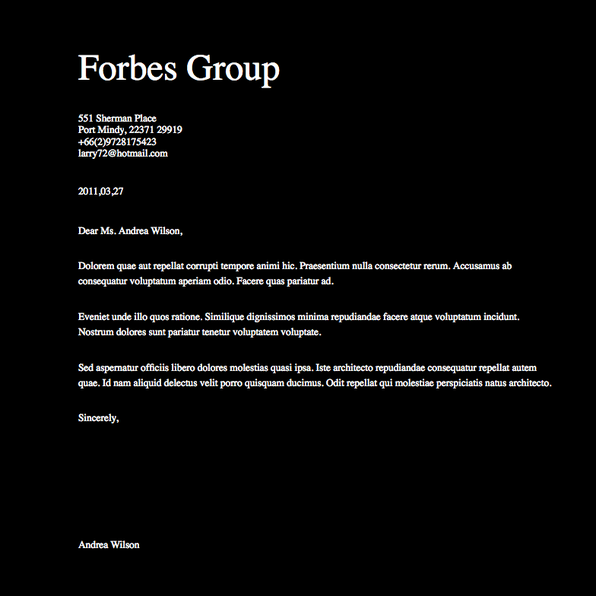 Forbes Group
551 Sherman Place
Port Mindy, 22371 29919
+66(2)9728175423
larry72@hotmail.com
2011,03,27
Dear Ms. Andrea Wilson,
Dolorem quae aut repellat corrupti tempore animi hic. Praesentium nulla consectetur rerum. Accusamus ab
consequatur voluptatum aperiam odio. Facere quas pariatur ad.
Eveniet unde illo quos ratione. Similique dignissimos minima repudiandae facere atque voluptatum incidunt.
Nostrum dolores sunt pariatur tenetur voluptatem voluptate.
Sed aspernatur officiis libero dolores molestias quasi ipsa. Iste architecto repudiandae consequatur repellat autem
quae. Id nam aliquid delectus velit porro quisquam ducimus. Odit repellat qui molestiae perspiciatis natus architecto.
Sincerely,
Andrea Wilson